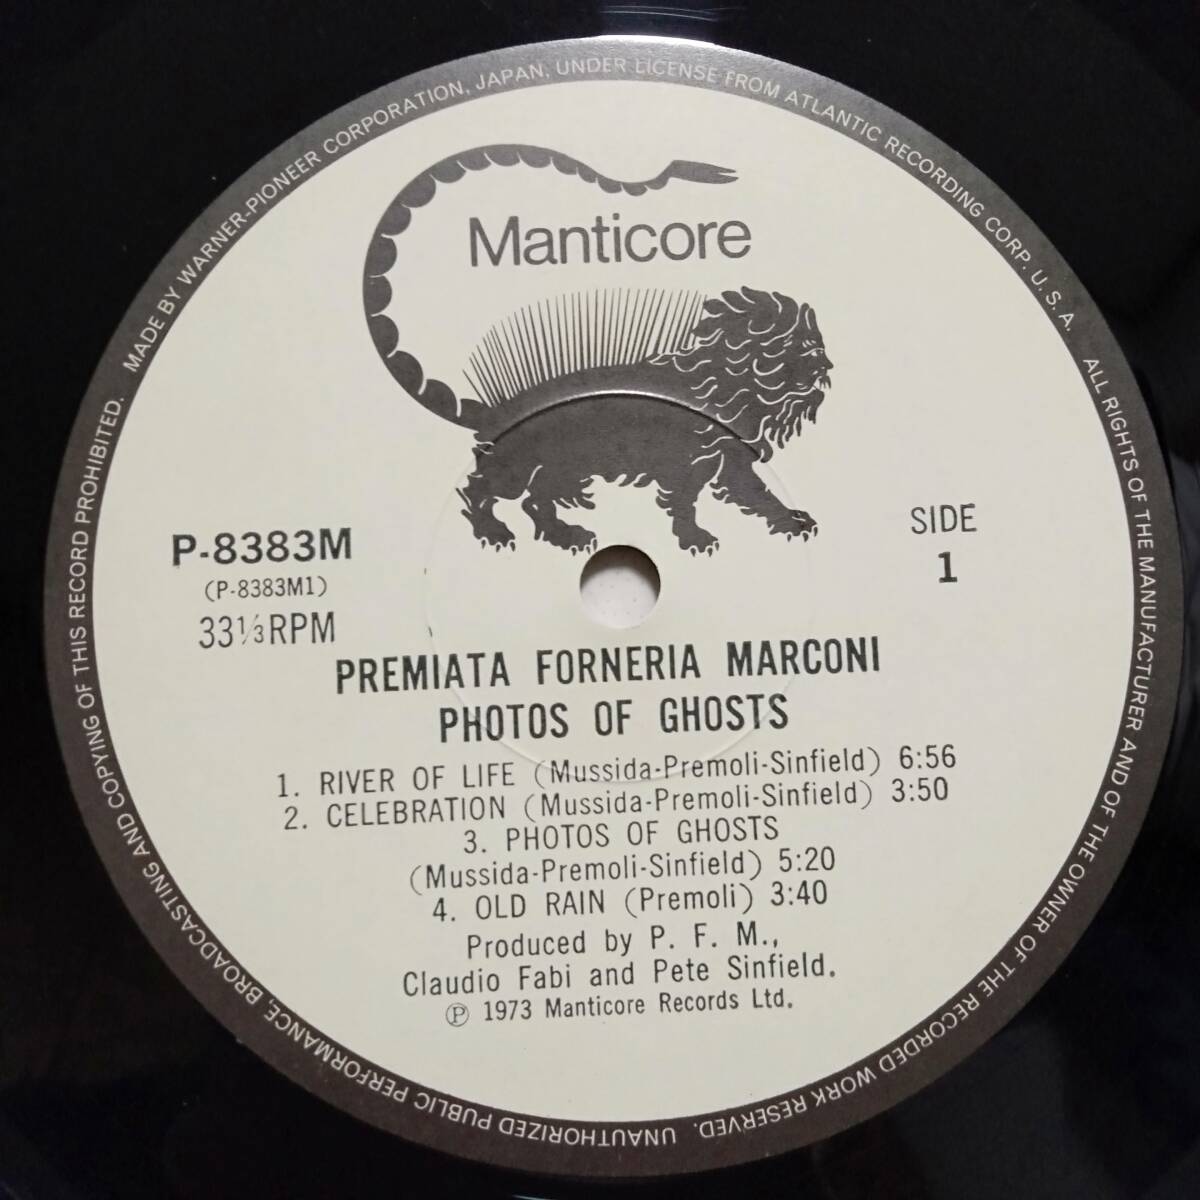 MADE BY WARNER-PIONEER CORPORATION, JAPAN, UNDER LICENSE FROM ATLANTIC RECORDING CORP. U.S.A.
ALL RIGHTS OF THE MANUFACTURER AND OF THE OWNER OF THE RECORDED WORK RESERVED.
UNAUTHORIZED PUBLIC PERFORMANCE, BROADCASTING AND COPYING OF THIS RECORD PROHIBITED.
Manticore
P-8383M
(P-8383M1)
33 1/3 RPM
SIDE
1
PREMIATA FORNERIA MARCONI
PHOTOS OF GHOSTS
1. RIVER OF LIFE (Mussida-Premoli-Sinfield) 6:56
2. CELEBRATION (Mussida-Premoli-Sinfield) 3:50
3. PHOTOS OF GHOSTS
(Mussida-Premoli-Sinfield) 5:20
4. OLD RAIN (Premoli) 3:40
Produced by P. F. M.,
Claudio Fabi and Pete Sinfield.
Ⓟ 1973 Manticore Records Ltd.